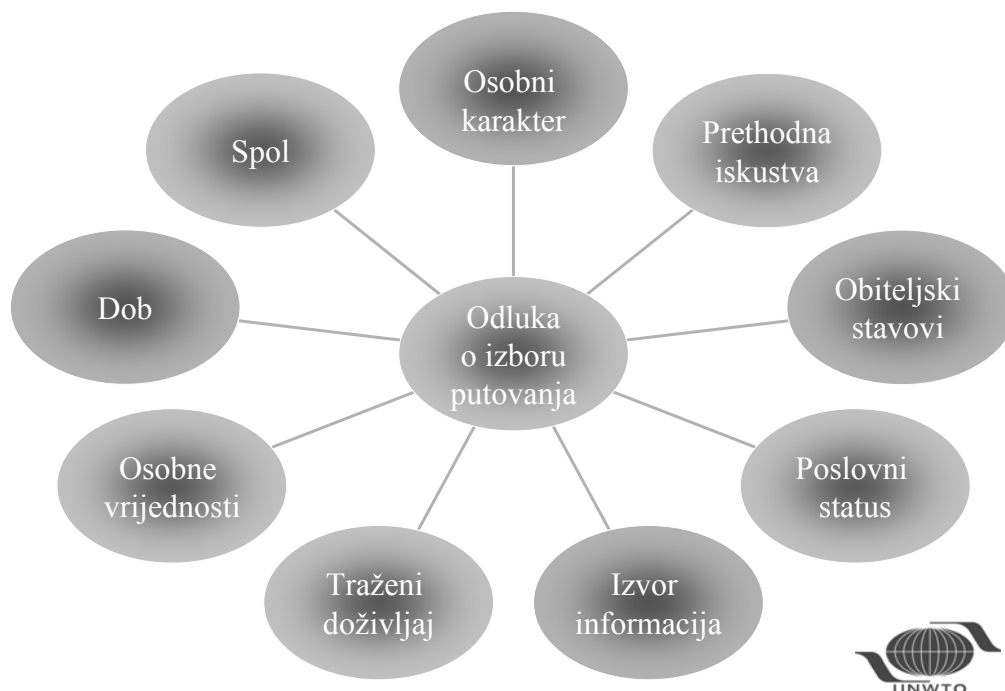 Osobni
karakter
Prethodna
iskustva
Spol
Obiteljski
stavovi
Dob
Odluka
o izboru
putovanja
Osobne
vrijednosti
Poslovni
status
Traženi
doživljaj
Izvor
informacija
UNWTO